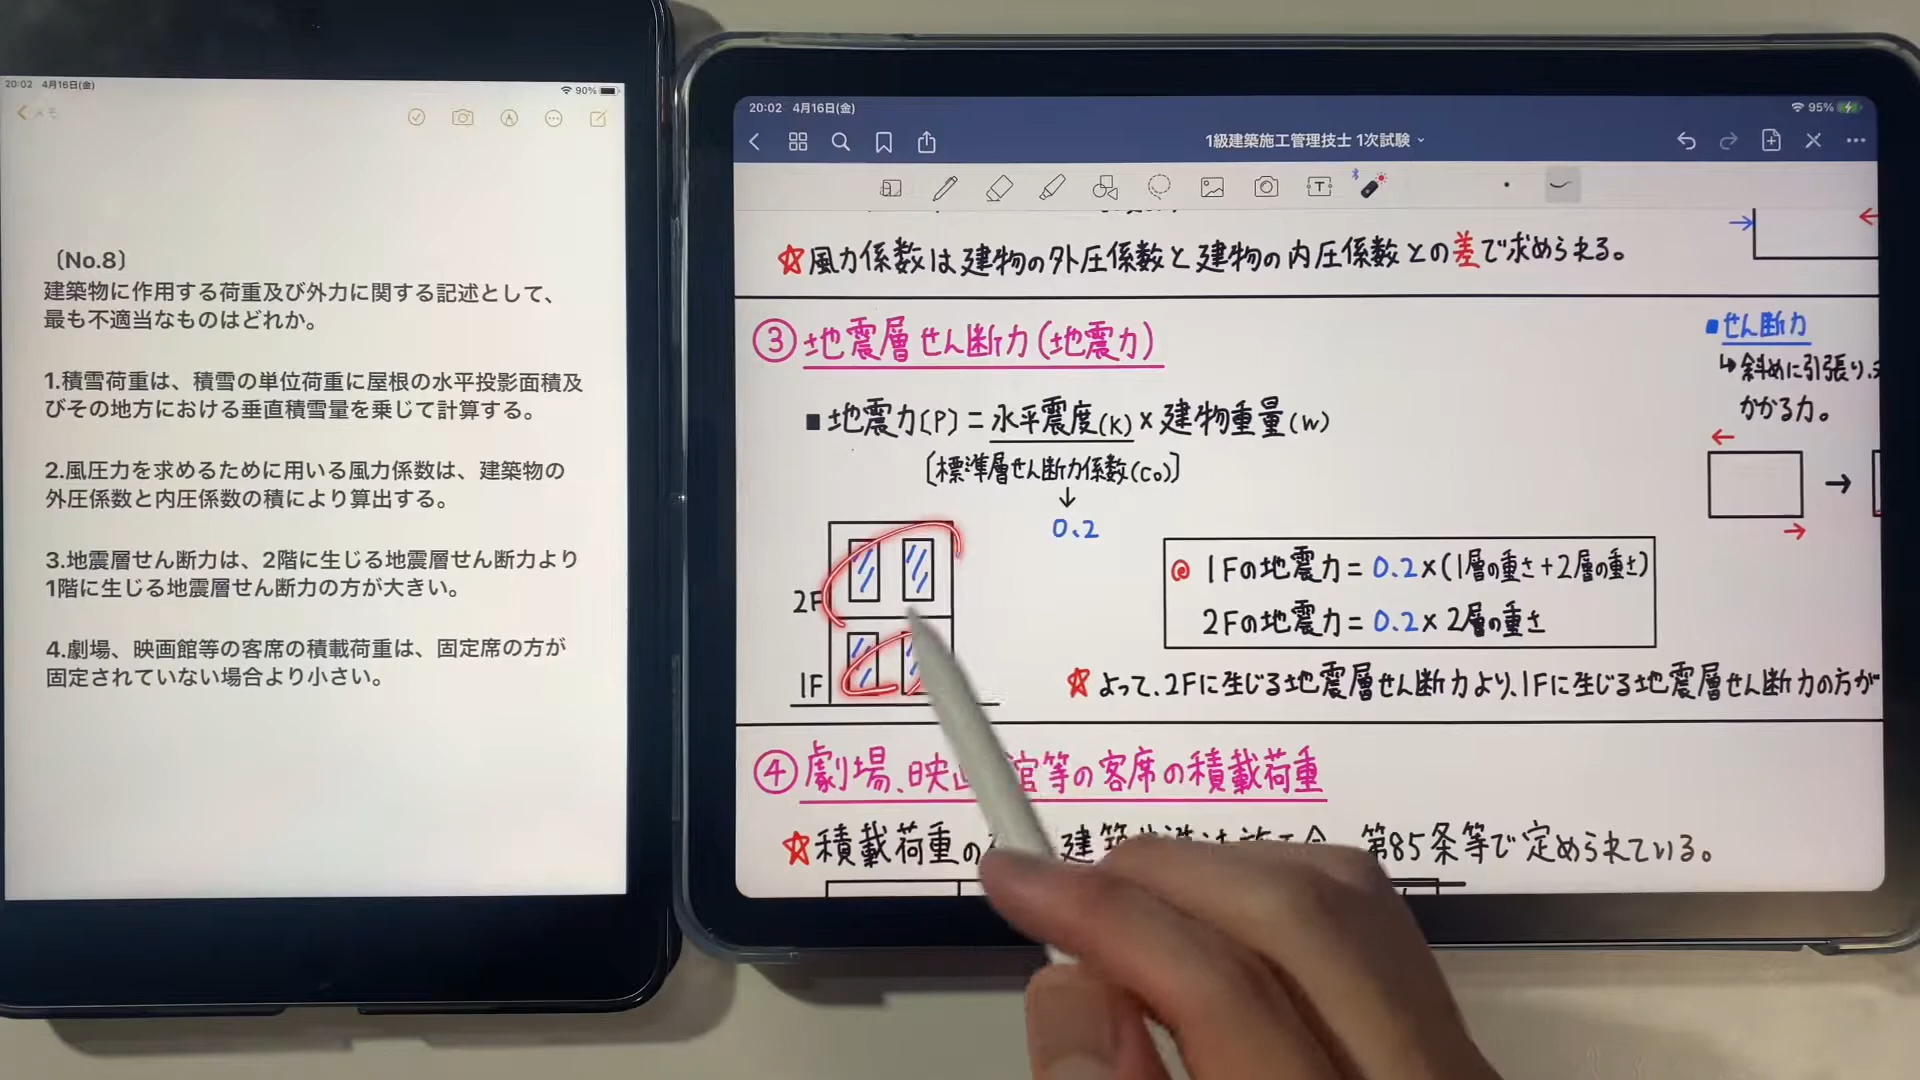 20:02 4月16日(金)
90%
メモ
〔No.8〕
建築物に作用する荷重及び外力に関する記述として、
最も不適当なものはどれか。
1.積雪荷重は、積雪の単位荷重に屋根の水平投影面積及
びその地方における垂直積雪量を乗じて計算する。
2.風圧力を求めるために用いる風力係数は、建築物の
外圧係数と内圧係数の積により算出する。
3.地震層せん断力は、2階に生じる地震層せん断力より
1階に生じる地震層せん断力の方が大きい。
4.劇場、映画館等の客席の積載荷重は、固定席の方が
固定されていない場合より小さい。
20:02 4月16日(金)
95%
1級建築施工管理技士 1次試験
☆風力係数は建物の外圧係数と建物の内圧係数との差で求められる。
③地震層せん断力(地震力)
■地震力(P)=水平震度(K)×建物重量(W)
〔標準層せん断力係数(C₀)〕
↓
0.2
2F
1F
◎1Fの地震力=0.2×(1層の重さ+2層の重さ)
2Fの地震力=0.2×2層の重さ
☆よって、2Fに生じる地震層せん断力より、1Fに生じる地震層せん断力の方が
■せん断力
↳斜めに引張り、
かかる力。
④劇場、映画館等の客席の積載荷重
☆積載荷重の 建築 第85条等で定められている。